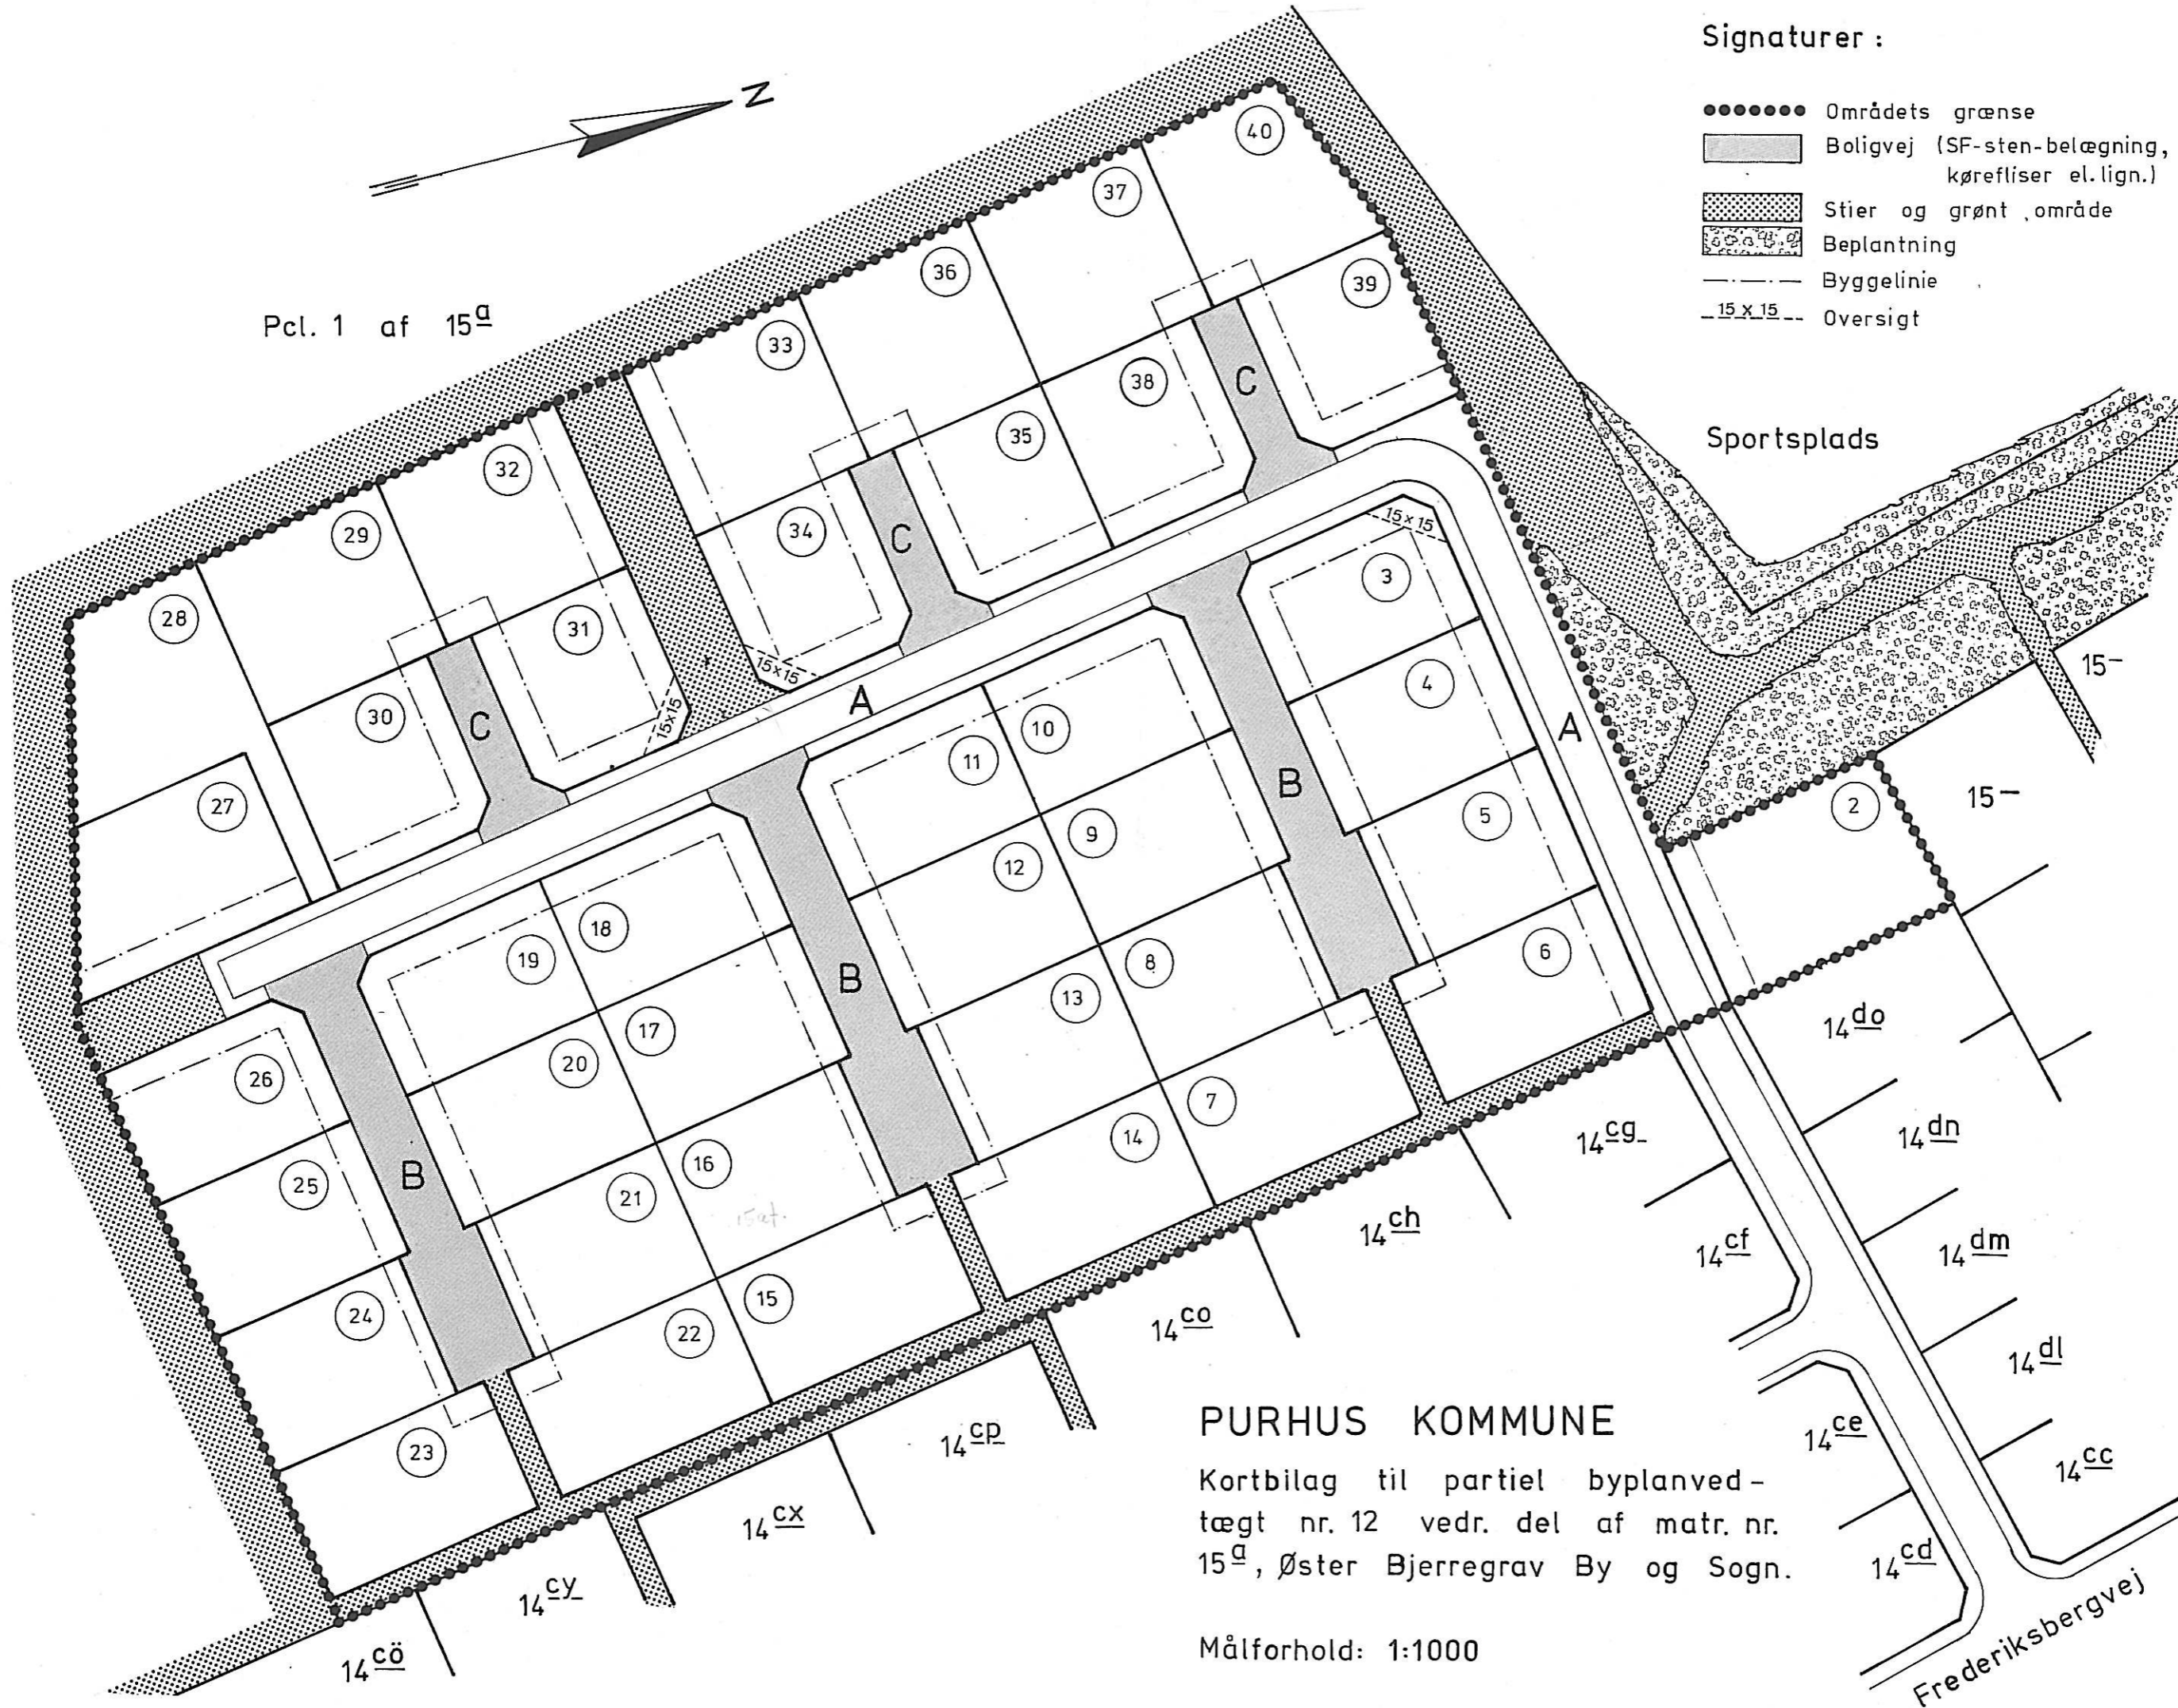 Signaturer :
Områdets grænse
Boligvej (SF-sten-belægning,
kørefliser el. lign.)
Stier og grønt område
Beplantning
Byggelinie
15 x 15 Oversigt
N
Pcl. 1 af 15a
Sportsplads
40
37
39
36
33
38
C
32
35
29
34
C
15 x 15
3
28
31
15x15
4
30
C
15x15
A
A
15-
27
11
10
B
5
2
15-
12
9
19
18
B
13
8
6
14do
26
20
17
14
7
14cg
14dn
25
B
21
16
15at.
14ch
14cf
14dm
24
22
15
14co
14dl
23
14cp
14ce
14cc
14cx
14cd
14cy
14cö
Frederiksbergvej
PURHUS KOMMUNE
Kortbilag til partiel byplanved-
tægt nr. 12 vedr. del af matr. nr.
15a, Øster Bjerregrav By og Sogn.
Målforhold: 1:1000